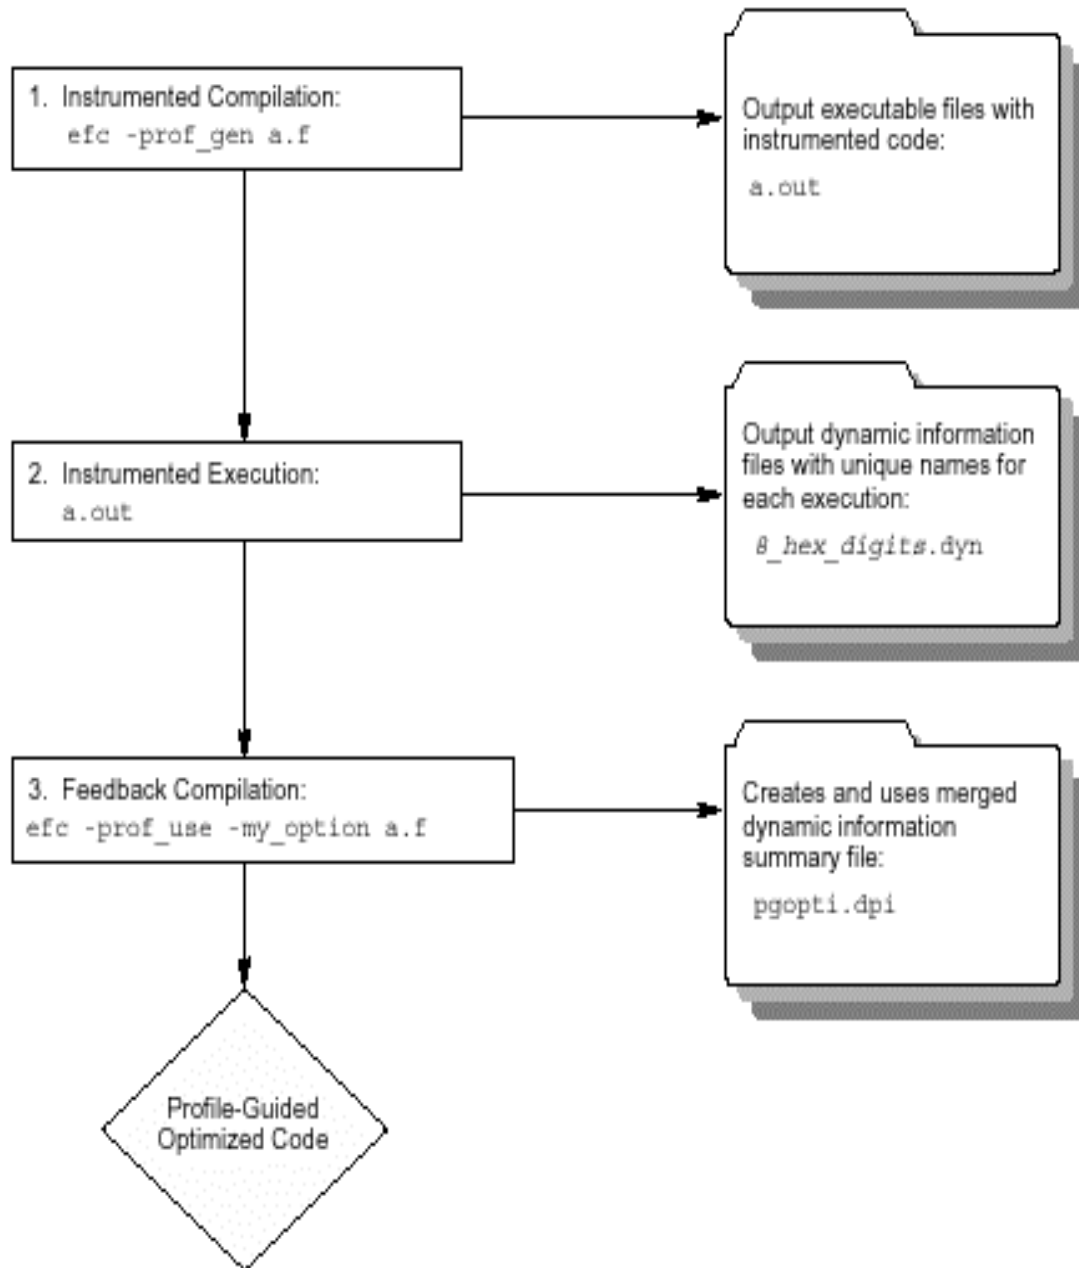 1. Instrumented Compilation:
efc -prof_gen a.f
Output executable files with
instrumented code:
a.out
2. Instrumented Execution:
a.out
Output dynamic information
files with unique names for
each execution:
8_hex_digits.dyn
3. Feedback Compilation:
efc -prof_use -my_option a.f
Creates and uses merged
dynamic information
summary file:
pgopti.dpi
Profile-Guided
Optimized Code